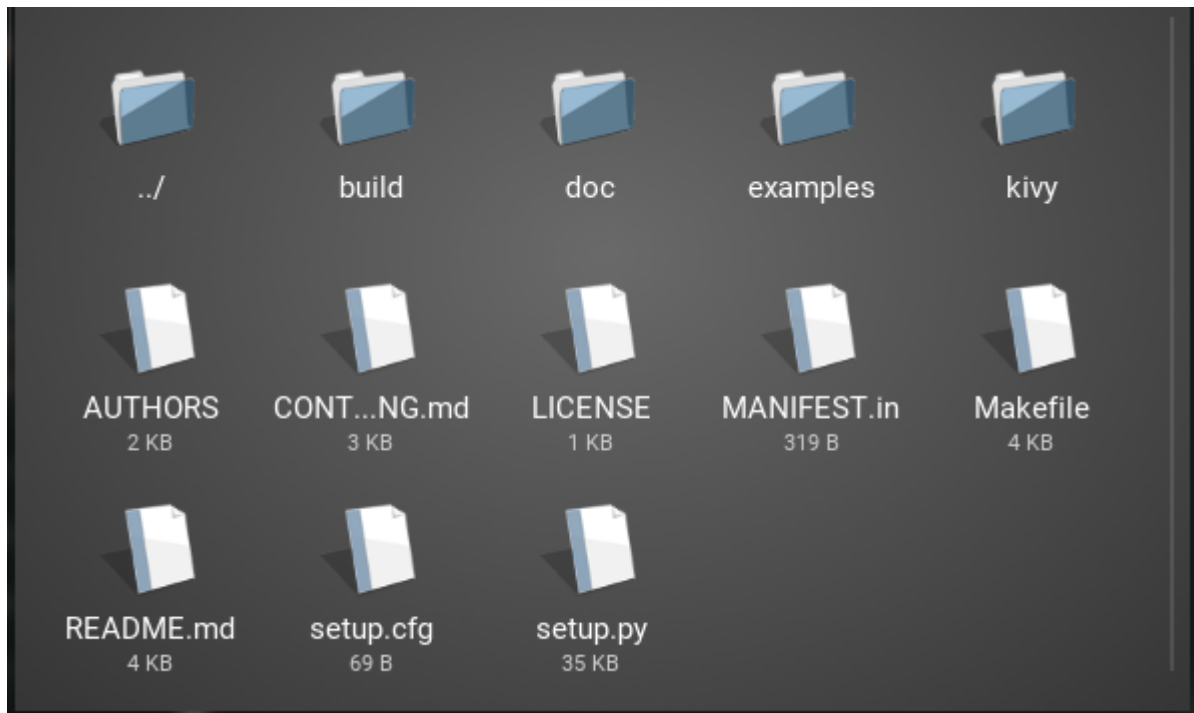 ../ build doc examples kivy
AUTHORS CONT...NG.md LICENSE MANIFEST.in Makefile
2 KB 3 KB 1 KB 319 B 4 KB
README.md setup.cfg setup.py
4 KB 69 B 35 KB